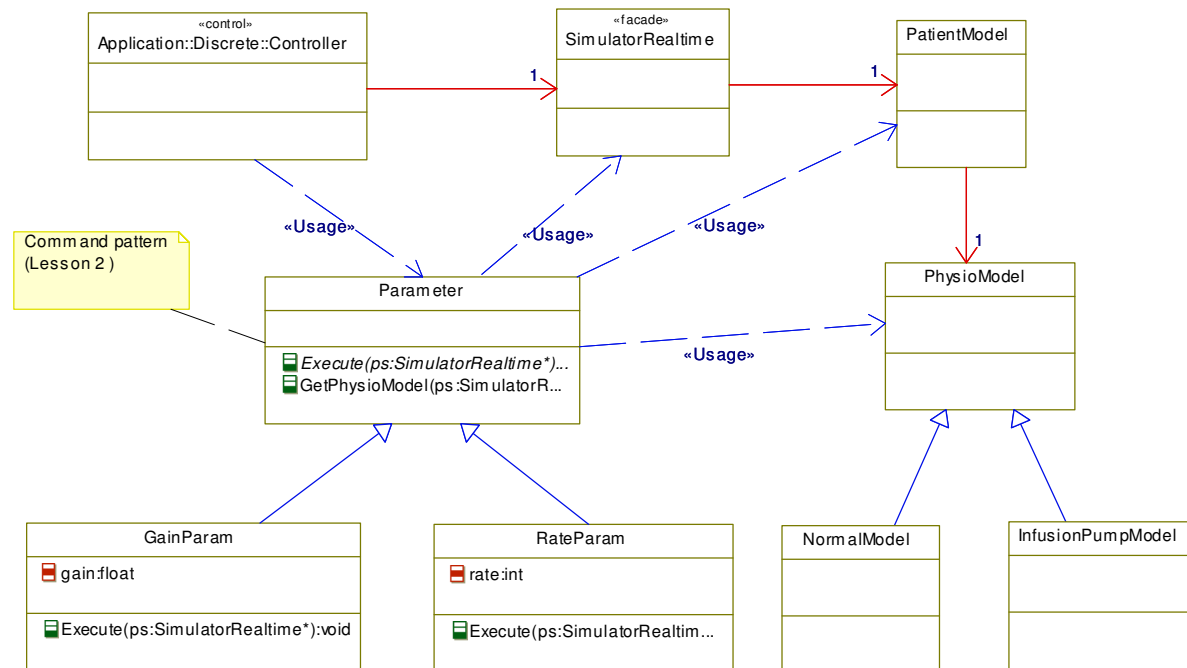 «control»
Application::Discrete::Controller
«facade»
SimulatorRealtime
PatientModel
1
1
«Usage»
«Usage»
«Usage»
Command pattern
(Lesson 2 )
1
Parameter
PhysioModel
Execute(ps:SimulatorRealtime*)...
GetPhysioModel(ps:SimulatorR...
«Usage»
GainParam
RateParam
NormalModel
InfusionPumpModel
gain:float
rate:int
Execute(ps:SimulatorRealtime*):void
Execute(ps:SimulatorRealtim...